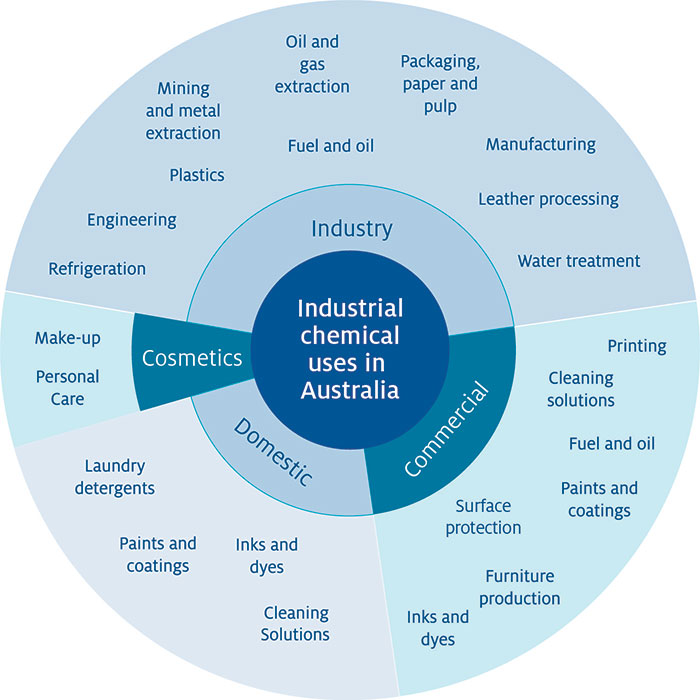 Industrial
chemical
uses in
Australia
Industry
Refrigeration
Engineering
Plastics
Mining
and metal
extraction
Oil and
gas
extraction
Fuel and oil
Packaging,
paper and
pulp
Manufacturing
Leather processing
Water treatment
Commercial
Printing
Cleaning
solutions
Fuel and oil
Paints and
coatings
Surface
protection
Furniture
production
Inks and
dyes
Domestic
Laundry
detergents
Paints and
coatings
Inks and
dyes
Cleaning
Solutions
Cosmetics
Make-up
Personal
Care